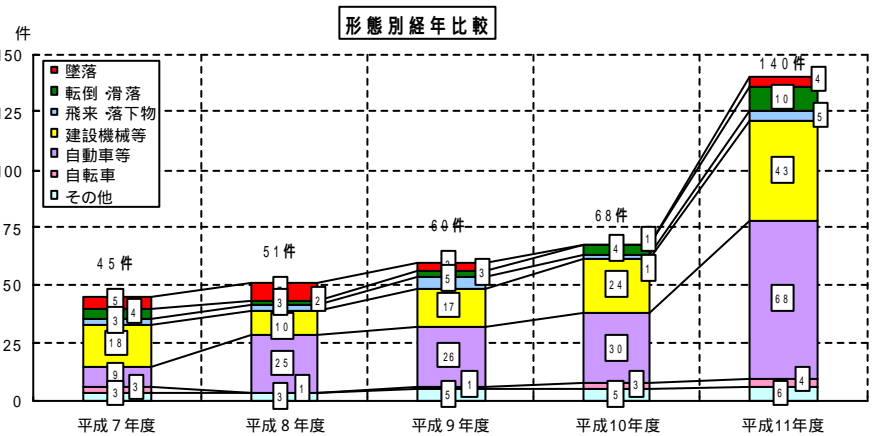 形態別経年比較
件
150
125
100
75
50
25
0
墜落
転倒・滑落
飛来・落下物
建設機械等
自動車等
自転車
その他
45件
5
4
3
18
9
3
3
51件
2
3
10
25
1
3
60件
3
5
17
26
1
5
68件
1
4
1
24
30
3
5
140件
4
10
5
43
68
4
6
平成7年度
平成8年度
平成9年度
平成10年度
平成11年度